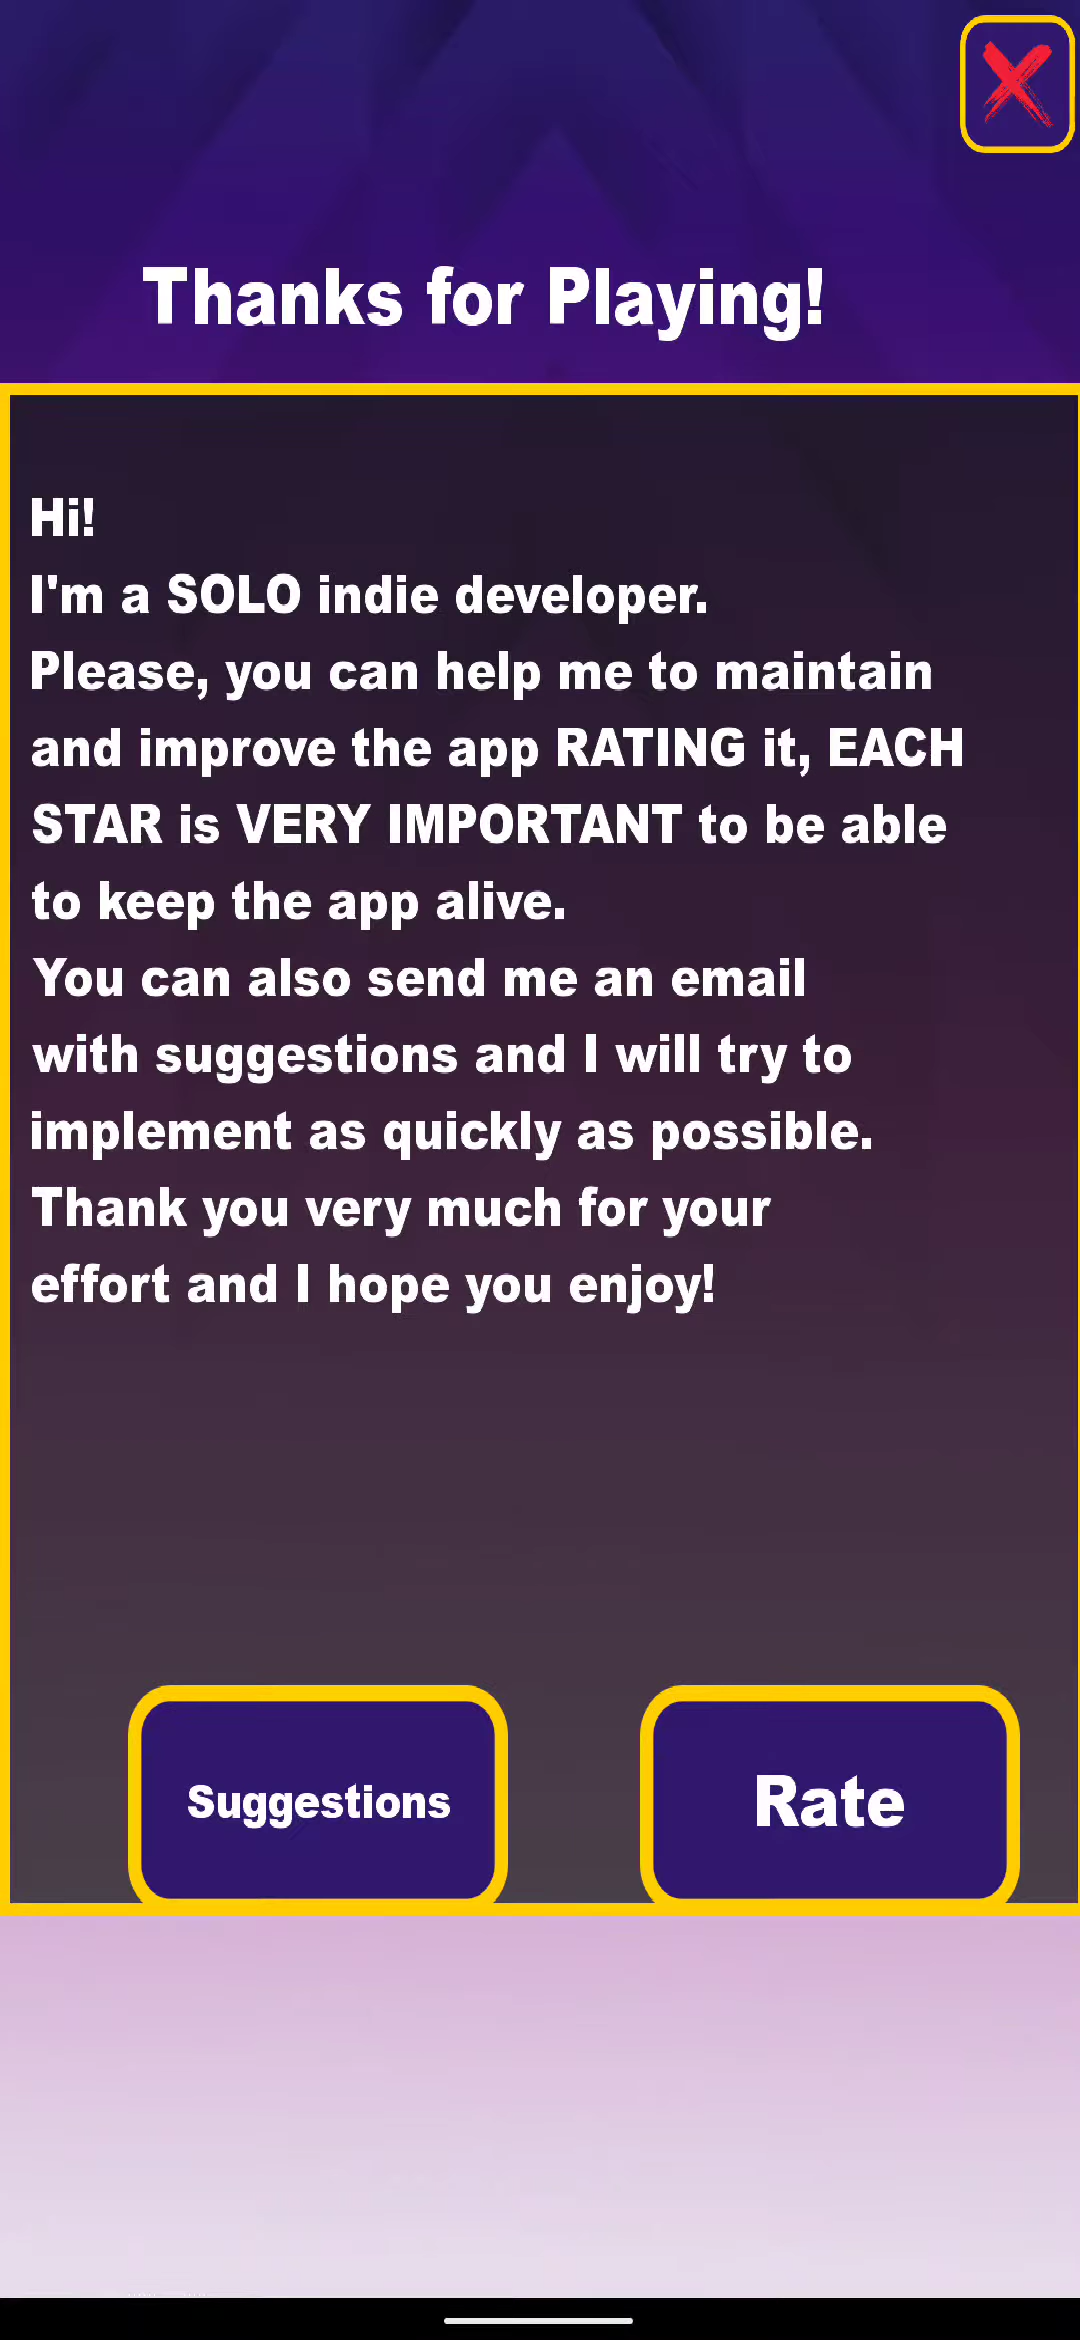 Thanks for Playing!
Hi!
I'm a SOLO indie developer.
Please, you can help me to maintain
and improve the app RATING it, EACH
STAR is VERY IMPORTANT to be able
to keep the app alive.
You can also send me an email
with suggestions and I will try to
implement as quickly as possible.
Thank you very much for your
effort and I hope you enjoy!
Suggestions
Rate